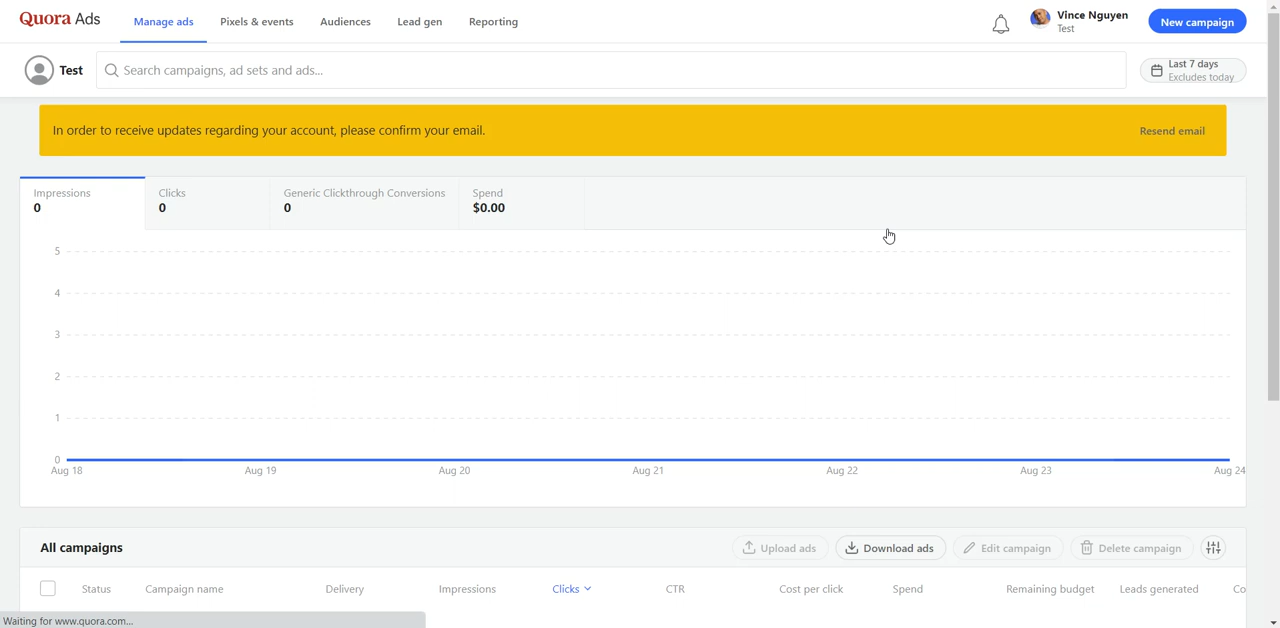 Quora Ads
Manage ads
Pixels & events
Audiences
Lead gen
Reporting
Vince Nguyen
Test
New campaign
Test
Search campaigns, ad sets and ads...
Last 7 days
Excludes today
In order to receive updates regarding your account, please confirm your email.
Resend email
Impressions
0
Clicks
0
Generic Clickthrough Conversions
0
Spend
$0.00
5
4
3
2
1
0
Aug 18
Aug 19
Aug 20
Aug 21
Aug 22
Aug 23
Aug 24
All campaigns
Upload ads
Download ads
Edit campaign
Delete campaign
Status
Campaign name
Delivery
Impressions
Clicks
CTR
Cost per click
Spend
Remaining budget
Leads generated
Co
Waiting for www.quora.com...